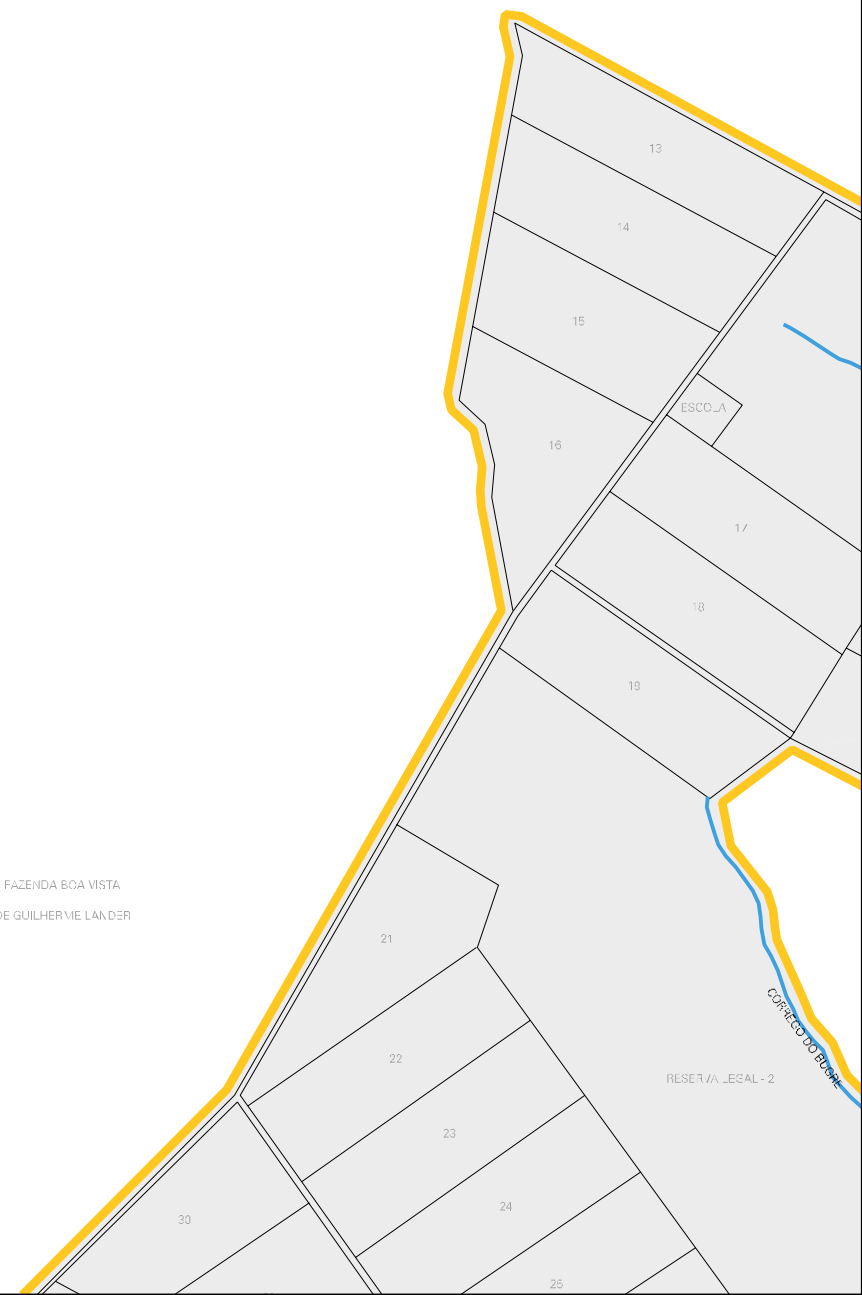 13
14
15
ESCOLA
16
17
18
19
FAZENDA BOA VISTA
DE GUILHERME LANDER
21
CORREGO DO BUGRE
22
RESERVA LEGAL - 2
23
24
30
25